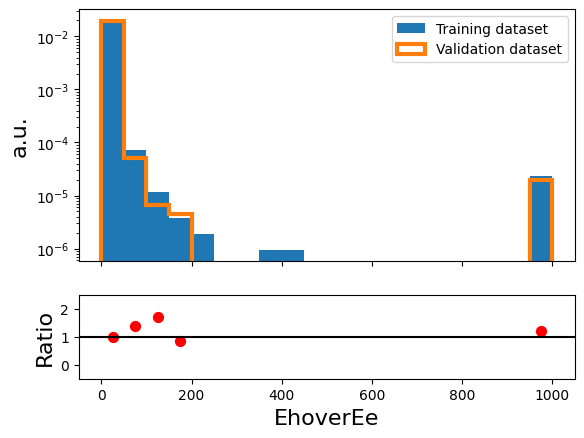 Training dataset
Validation dataset
a.u.
10⁻²
10⁻³
10⁻⁴
10⁻⁵
10⁻⁶
Ratio
2
1
0
0 200 400 600 800 1000
EhoverEe